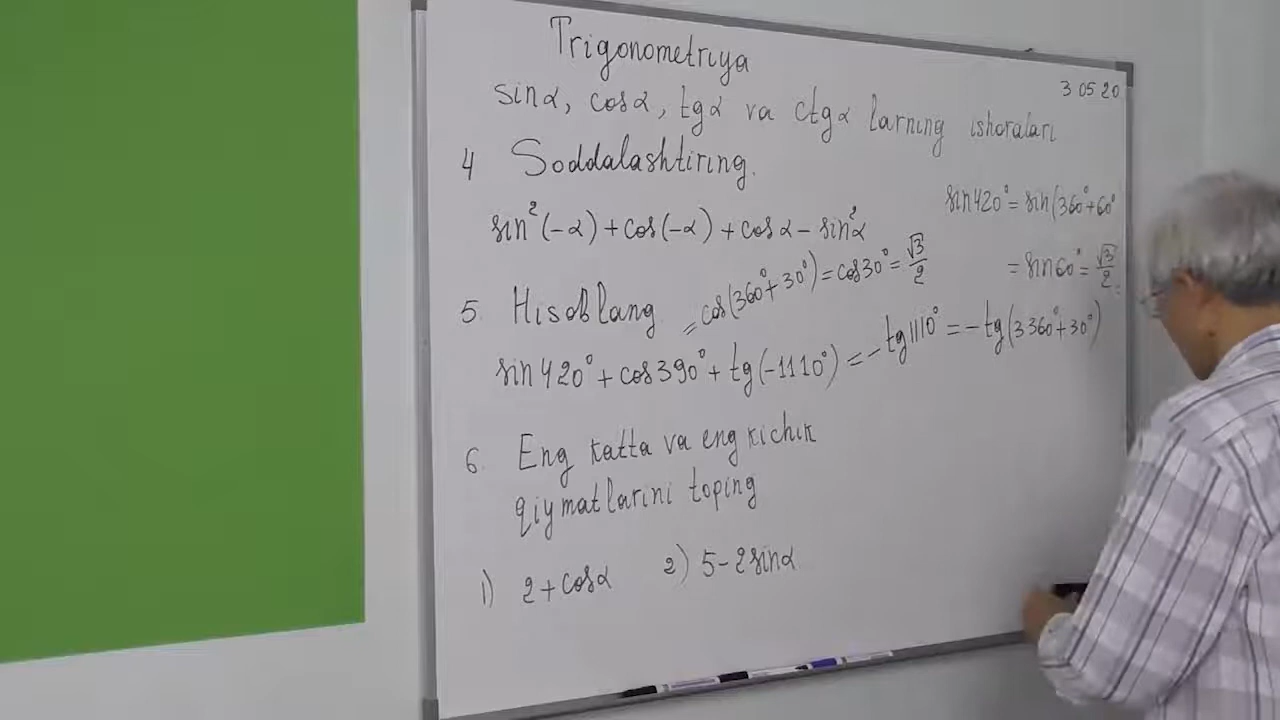 Trigonometriya
3 05 20
sinα, cosα, tgα va ctgα larning ishoralari
4 Soddalashtiring.
sin²(-α) + cos(-α) + cosα - sin²α
sin420° = sin(360° + 60°
= sin60° = √3/2
5. Hisoblang
= cos(360° + 30°) = cos30° = √3/2
sin420° + cos390° + tg(-1110°) = -tg1110° = -tg(3 360° + 30°)
6. Eng katta va eng kichik
qiymatlarini toping
1) 2 + cosα 2) 5 - 2sinα